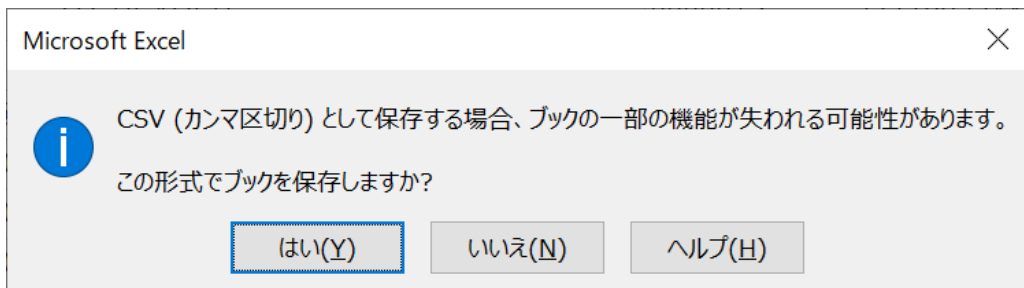 Microsoft Excel
CSV (カンマ区切り) として保存する場合、ブックの一部の機能が失われる可能性があります。
この形式でブックを保存しますか?
はい(Y)
いいえ(N)
ヘルプ(H)